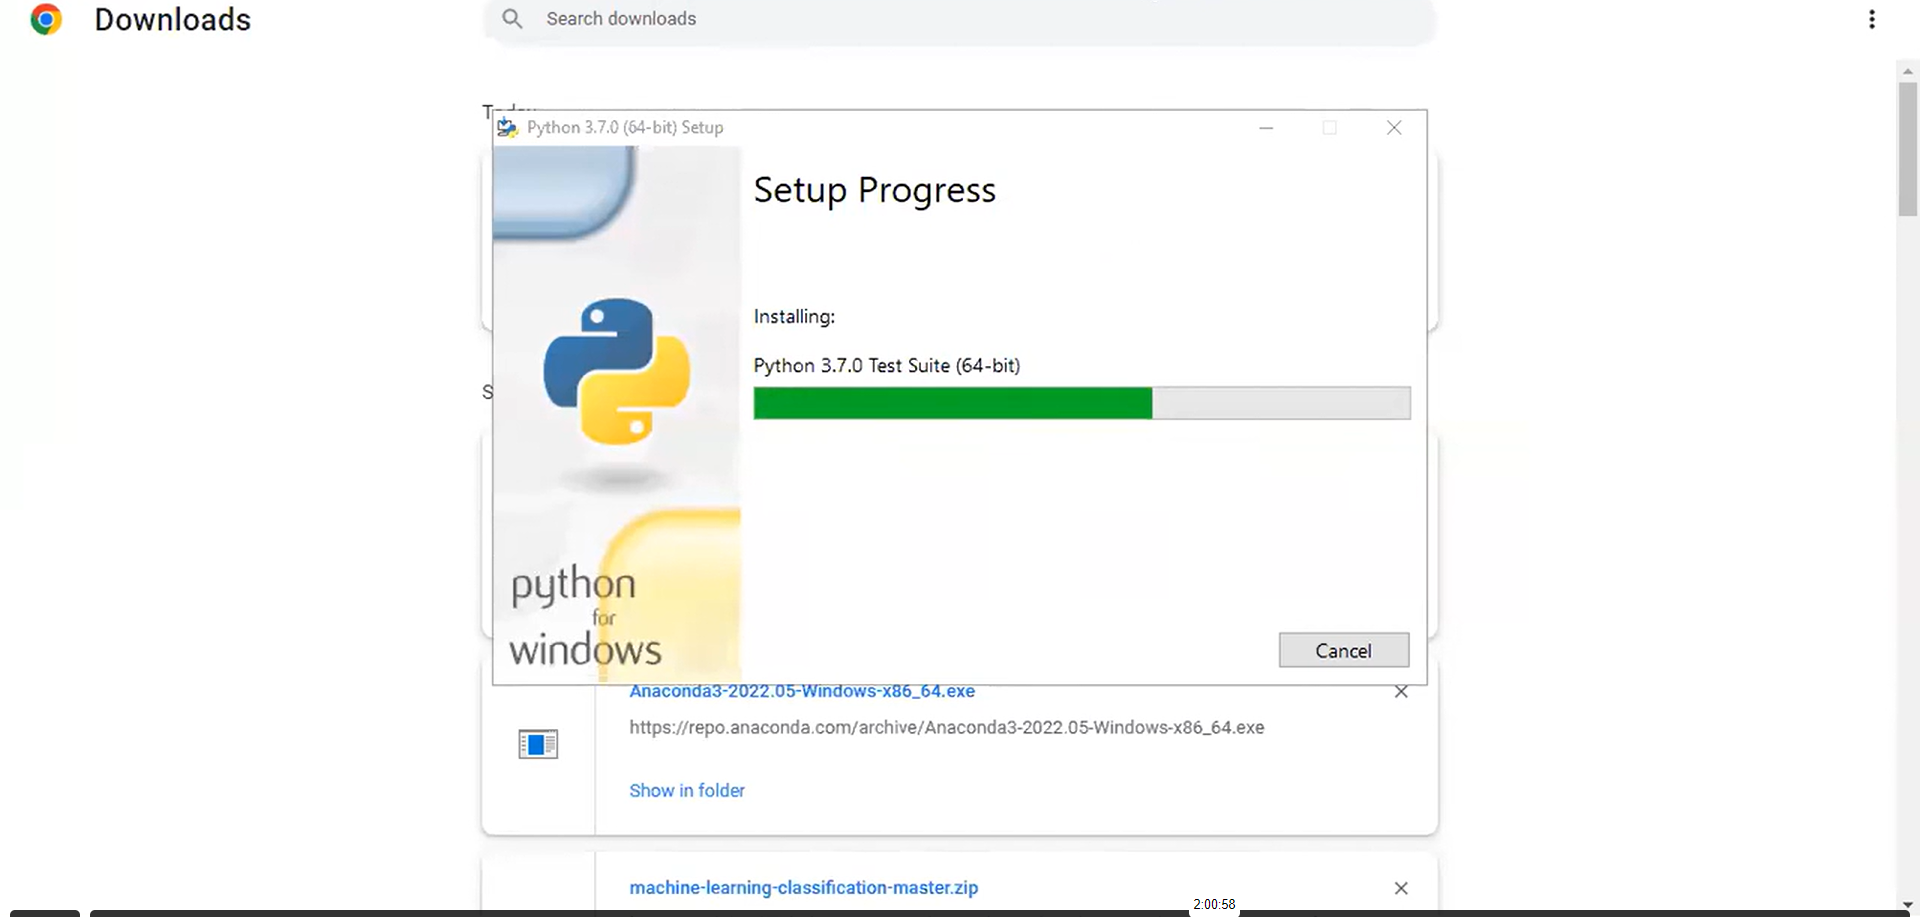 Downloads
Search downloads
Python 3.7.0 (64-bit) Setup
Setup Progress
Installing:
Python 3.7.0 Test Suite (64-bit)
python
for
windows
Cancel
Anaconda3-2022.05-Windows-x86_64.exe
https://repo.anaconda.com/archive/Anaconda3-2022.05-Windows-x86_64.exe
Show in folder
machine-learning-classification-master.zip
2:00:58